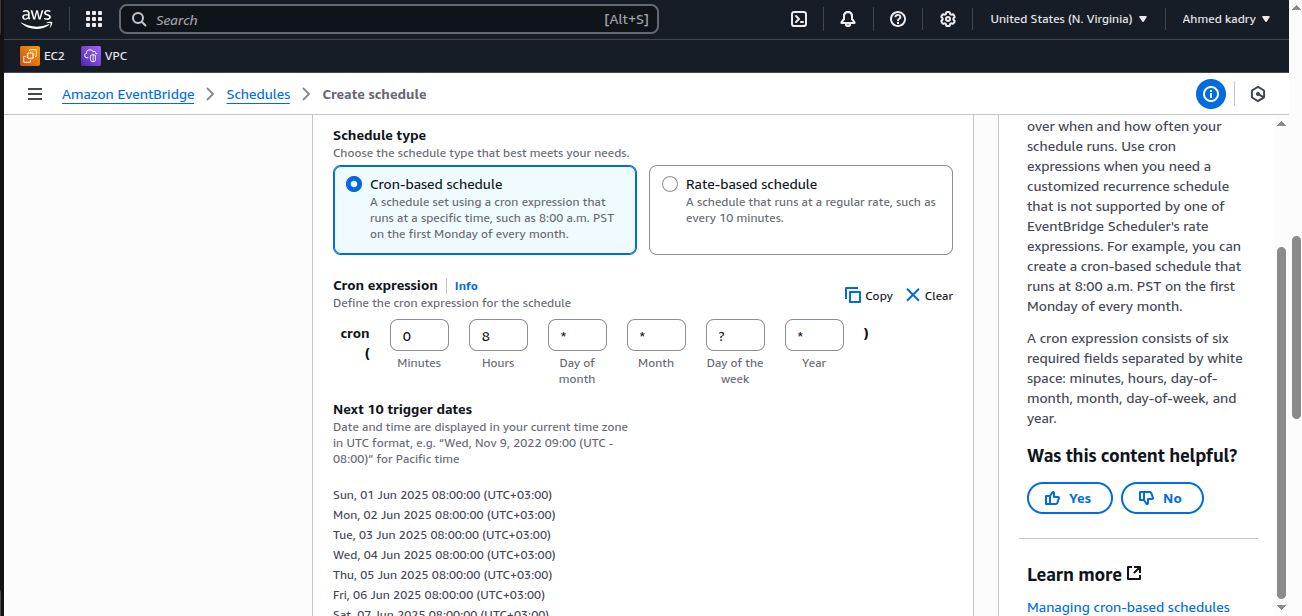 aws
Search [Alt+S]
United States (N. Virginia) Ahmed kadry
EC2 VPC
Amazon EventBridge Schedules Create schedule
Schedule type
Choose the schedule type that best meets your needs.
Cron-based schedule
A schedule set using a cron expression that
runs at a specific time, such as 8:00 a.m. PST
on the first Monday of every month.
Rate-based schedule
A schedule that runs at a regular rate, such as
every 10 minutes.
Cron expression Info
Define the cron expression for the schedule
Copy Clear
cron ( 0 8 * * ? * )
Minutes
Hours
Day of
month
Month
Day of the
week
Year
Next 10 trigger dates
Date and time are displayed in your current time zone
in UTC format, e.g. “Wed, Nov 9, 2022 09:00 (UTC -
08:00)” for Pacific time
Sun, 01 Jun 2025 08:00:00 (UTC+03:00)
Mon, 02 Jun 2025 08:00:00 (UTC+03:00)
Tue, 03 Jun 2025 08:00:00 (UTC+03:00)
Wed, 04 Jun 2025 08:00:00 (UTC+03:00)
Thu, 05 Jun 2025 08:00:00 (UTC+03:00)
Fri, 06 Jun 2025 08:00:00 (UTC+03:00)
Sat, 07 Jun 2025 08:00:00 (UTC+03:00)
over when and how often your
schedule runs. Use cron
expressions when you need a
customized recurrence schedule
that is not supported by one of
EventBridge Scheduler's rate
expressions. For example, you can
create a cron-based schedule that
runs at 8:00 a.m. PST on the first
Monday of every month.
A cron expression consists of six
required fields separated by white
space: minutes, hours, day-of-
month, month, day-of-week, and
year.
Was this content helpful?
Yes No
Learn more
Managing cron-based schedules